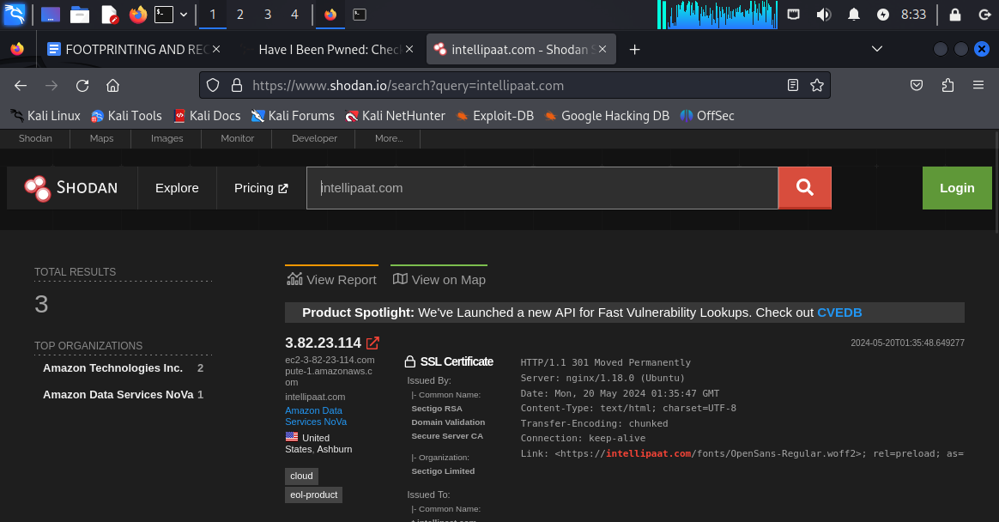 1 2 3 4 8:33
FOOTPRINTING AND REC
Have I Been Pwned: Check
intellipaat.com - Shodan S
https://www.shodan.io/search?query=intellipaat.com
Kali Linux Kali Tools Kali Docs Kali Forums Kali NetHunter Exploit-DB Google Hacking DB OffSec
Shodan Maps Images Monitor Developer More...
SHODAN Explore Pricing intellipaat.com Login
TOTAL RESULTS
3
TOP ORGANIZATIONS
Amazon Technologies Inc. 2
Amazon Data Services NoVa 1
View Report View on Map
Product Spotlight: We've Launched a new API for Fast Vulnerability Lookups. Check out CVEDB
3.82.23.114
2024-05-20T01:35:48.649277
ec2-3-82-23-114.com
pute-1.amazonaws.c
om
intellipaat.com
Amazon Data
Services NoVa
United
States, Ashburn
cloud
eol-product
SSL Certificate
Issued By:
|- Common Name:
Sectigo RSA
Domain Validation
Secure Server CA
|- Organization:
Sectigo Limited
Issued To:
|- Common Name:
HTTP/1.1 301 Moved Permanently
Server: nginx/1.18.0 (Ubuntu)
Date: Mon, 20 May 2024 01:35:47 GMT
Content-Type: text/html; charset=UTF-8
Transfer-Encoding: chunked
Connection: keep-alive
Link: <https://intellipaat.com/fonts/OpenSans-Regular.woff2>; rel=preload; as=